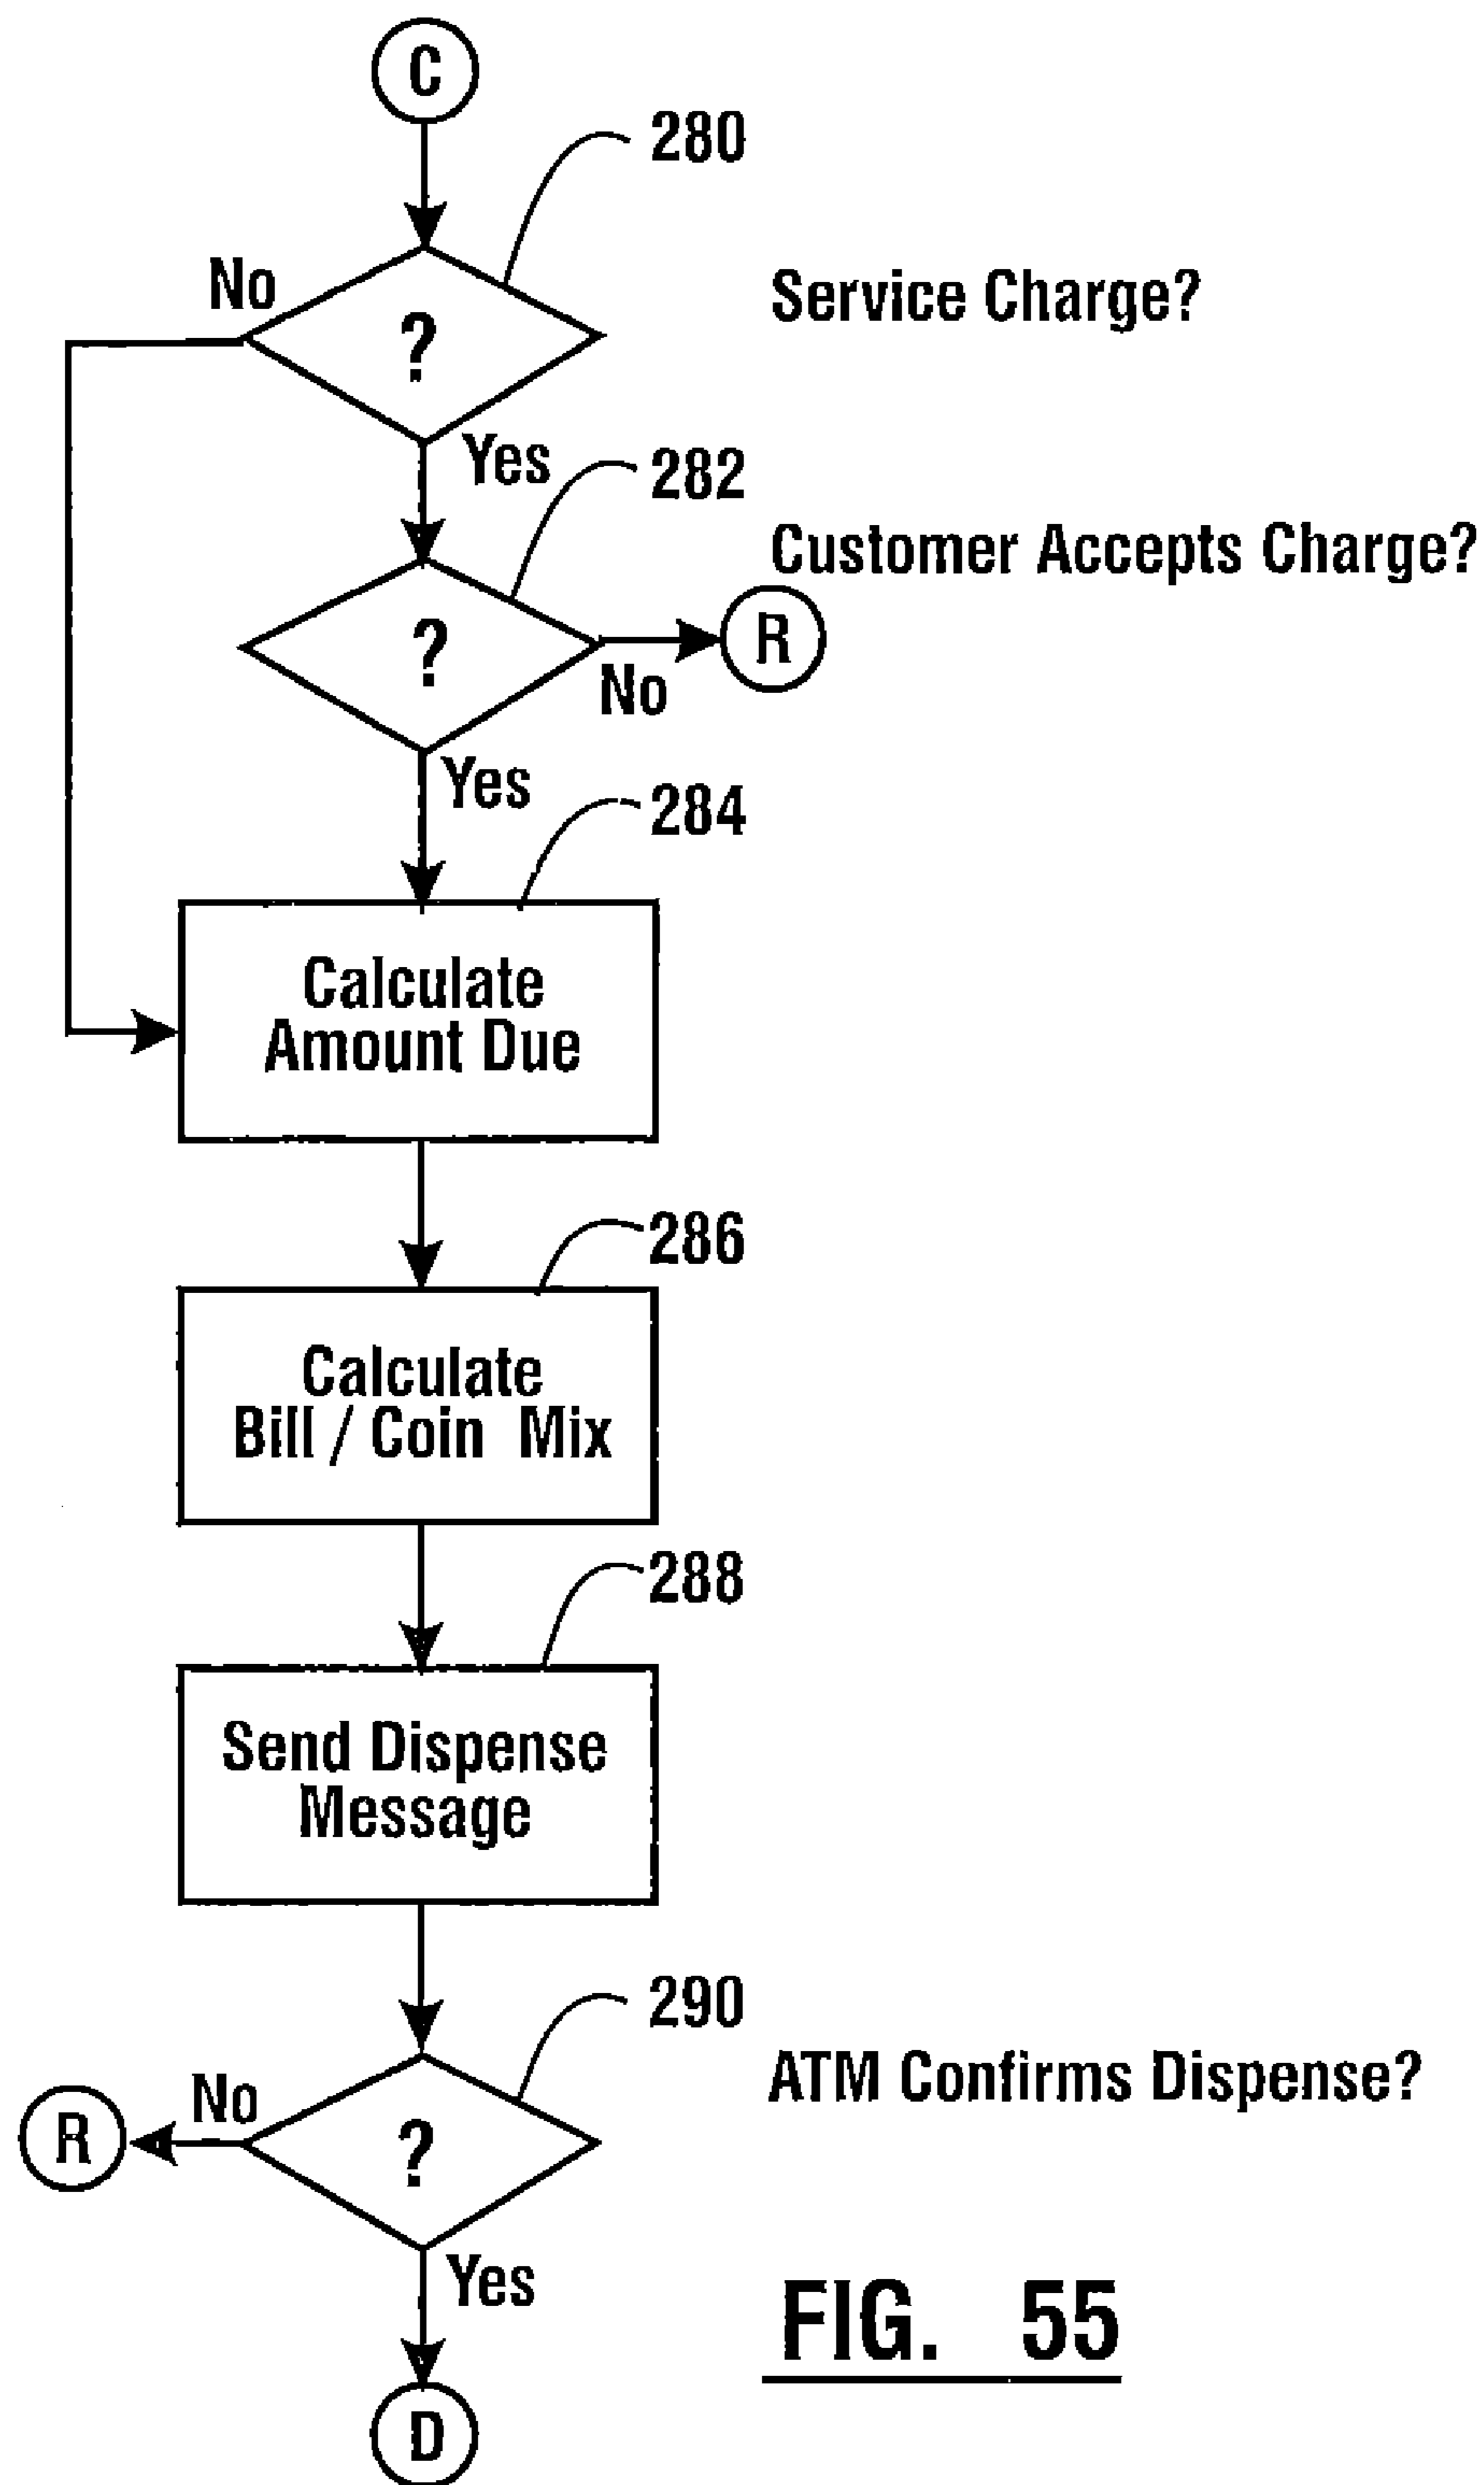 C
280
No
?
Service Charge?
Yes
282
Customer Accepts Charge?
?
R
No
Yes
284
Calculate
Amount Due
286
Calculate
Bill / Coin Mix
288
Send Dispense
Message
290
ATM Confirms Dispense?
No
R
?
Yes
FIG. 55
D